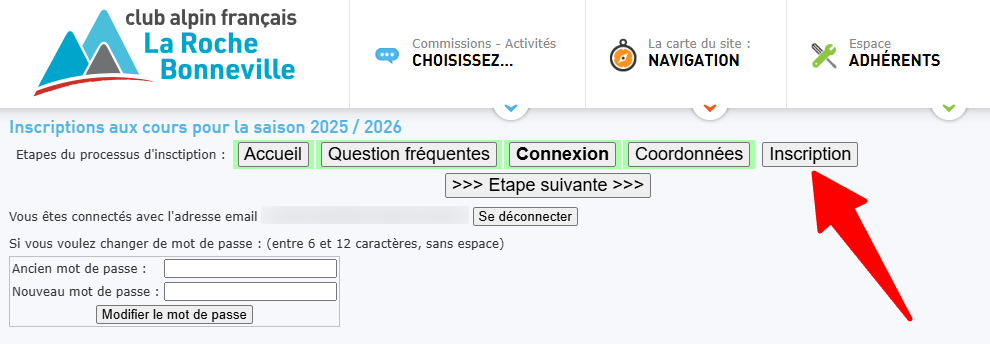 club alpin français
La Roche
Bonneville
Commissions - Activités
CHOISISSEZ...
La carte du site :
NAVIGATION
Espace
ADHÉRENTS
Inscriptions aux cours pour la saison 2025 / 2026
Etapes du processus d'insctiption : Accueil Question fréquentes Connexion Coordonnées Inscription
>>> Etape suivante >>>
Vous êtes connectés avec l'adresse email Se déconnecter
Si vous voulez changer de mot de passe : (entre 6 et 12 caractères, sans espace)
Ancien mot de passe :
Nouveau mot de passe :
Modifier le mot de passe